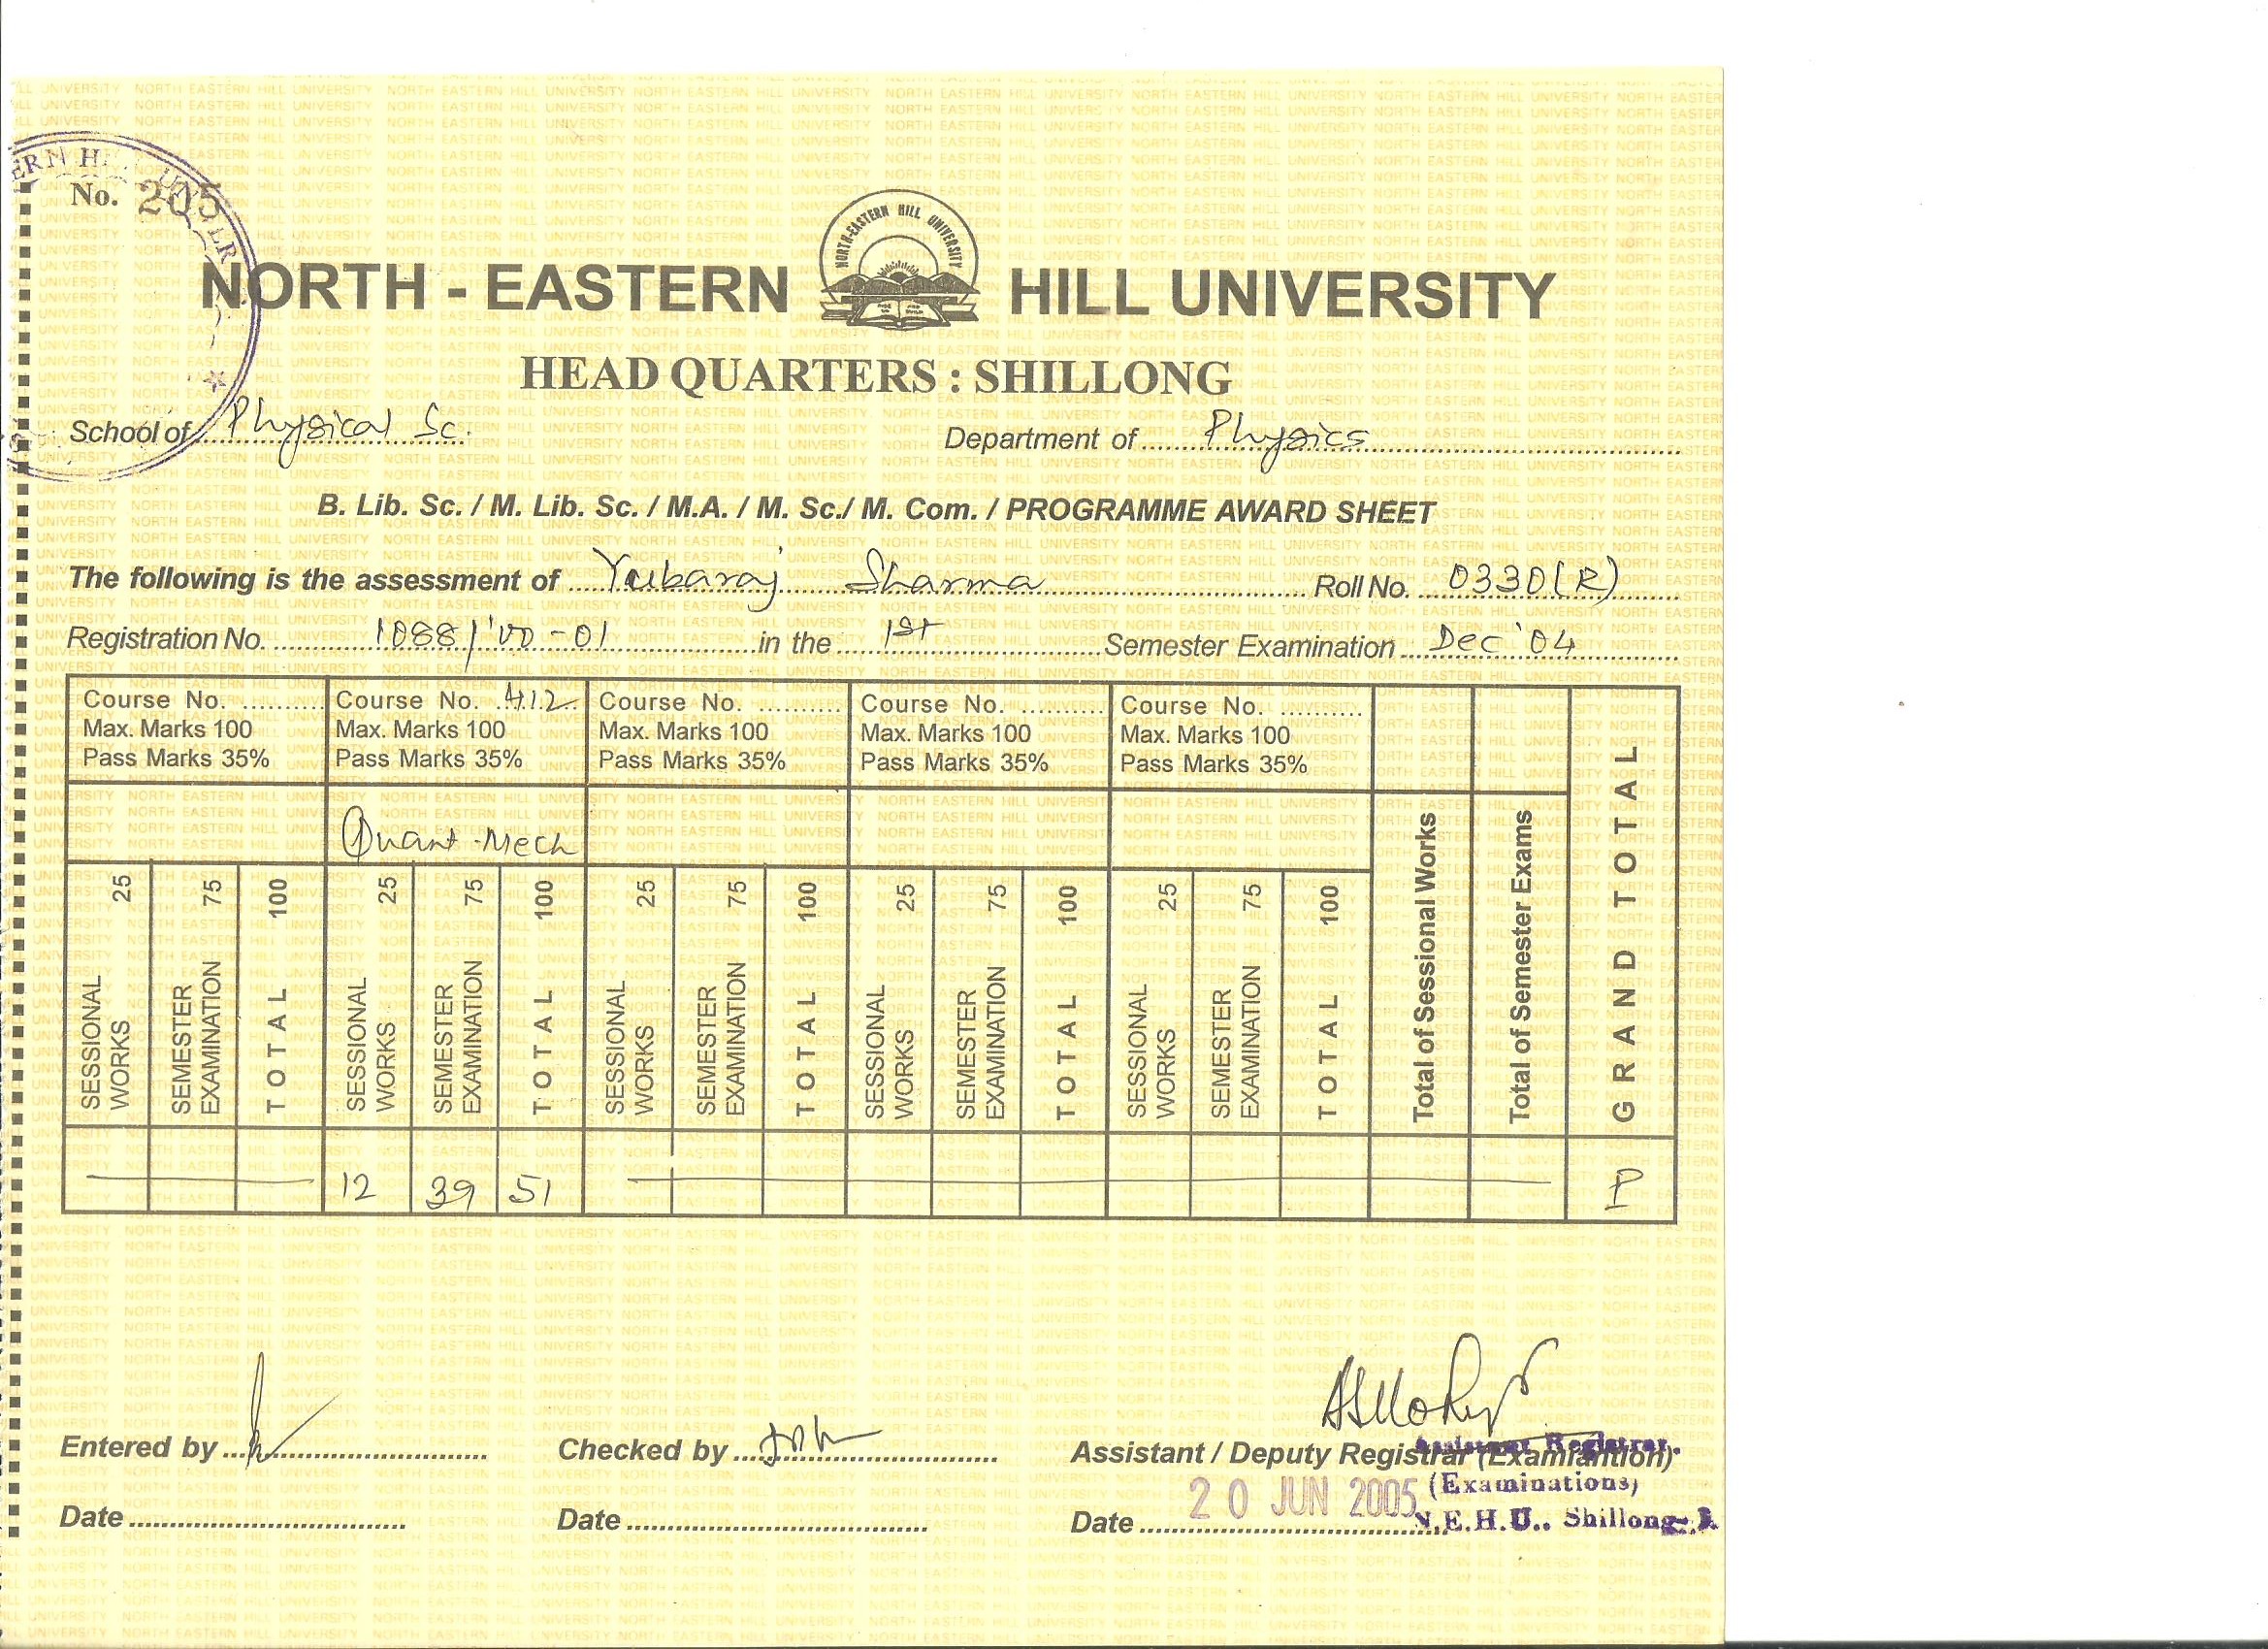 No. 205
NORTH - EASTERN HILL UNIVERSITY
NORTH-EASTERN HILL UNIVERSITY
HEAD QUARTERS : SHILLONG
School of Physical Sc. Department of Physics
B. Lib. Sc. / M. Lib. Sc. / M.A. / M. Sc./ M. Com. / PROGRAMME AWARD SHEET
The following is the assessment of Yubaraj Sharma Roll No. 0330(R)
Registration No. 1088/'00-01 in the 1st Semester Examination Dec '04
Course No. .......... Course No. 412 Course No. .......... Course No. .......... Course No. ..........
Max. Marks 100 Max. Marks 100 Max. Marks 100 Max. Marks 100 Max. Marks 100
Pass Marks 35% Pass Marks 35% Pass Marks 35% Pass Marks 35% Pass Marks 35%
Quant-Mech
SESSIONAL WORKS 25 SEMESTER EXAMINATION 75 TOTAL 100 SESSIONAL WORKS 25 SEMESTER EXAMINATION 75 TOTAL 100 SESSIONAL WORKS 25 SEMESTER EXAMINATION 75 TOTAL 100 SESSIONAL WORKS 25 SEMESTER EXAMINATION 75 TOTAL 100 SESSIONAL WORKS 25 SEMESTER EXAMINATION 75 TOTAL 100 Total of Sessional Works Total of Semester Exams GRAND TOTAL
12 39 51 P
Entered by Checked by Assistant / Deputy Registrar (Examiantion)
Assistant Registrar.
(Examinations)
N.E.H.U.. Shillong
Date Date Date 20 JUN 2005